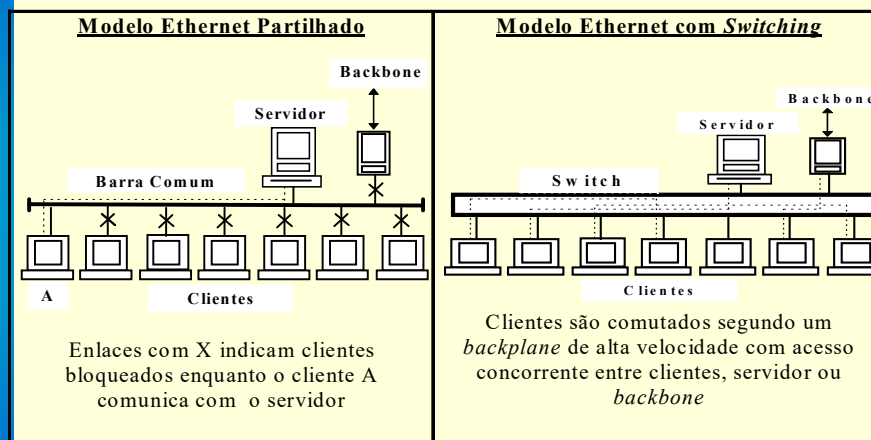 Modelo Ethernet Partilhado
Backbone
Servidor
Barra Comum
A
Clientes
Enlaces com X indicam clientes
bloqueados enquanto o cliente A
comunica com o servidor
Modelo Ethernet com Switching
Backbone
Servidor
Switch
Clientes
Clientes são comutados segundo um
backplane de alta velocidade com acesso
concorrente entre clientes, servidor ou
backbone